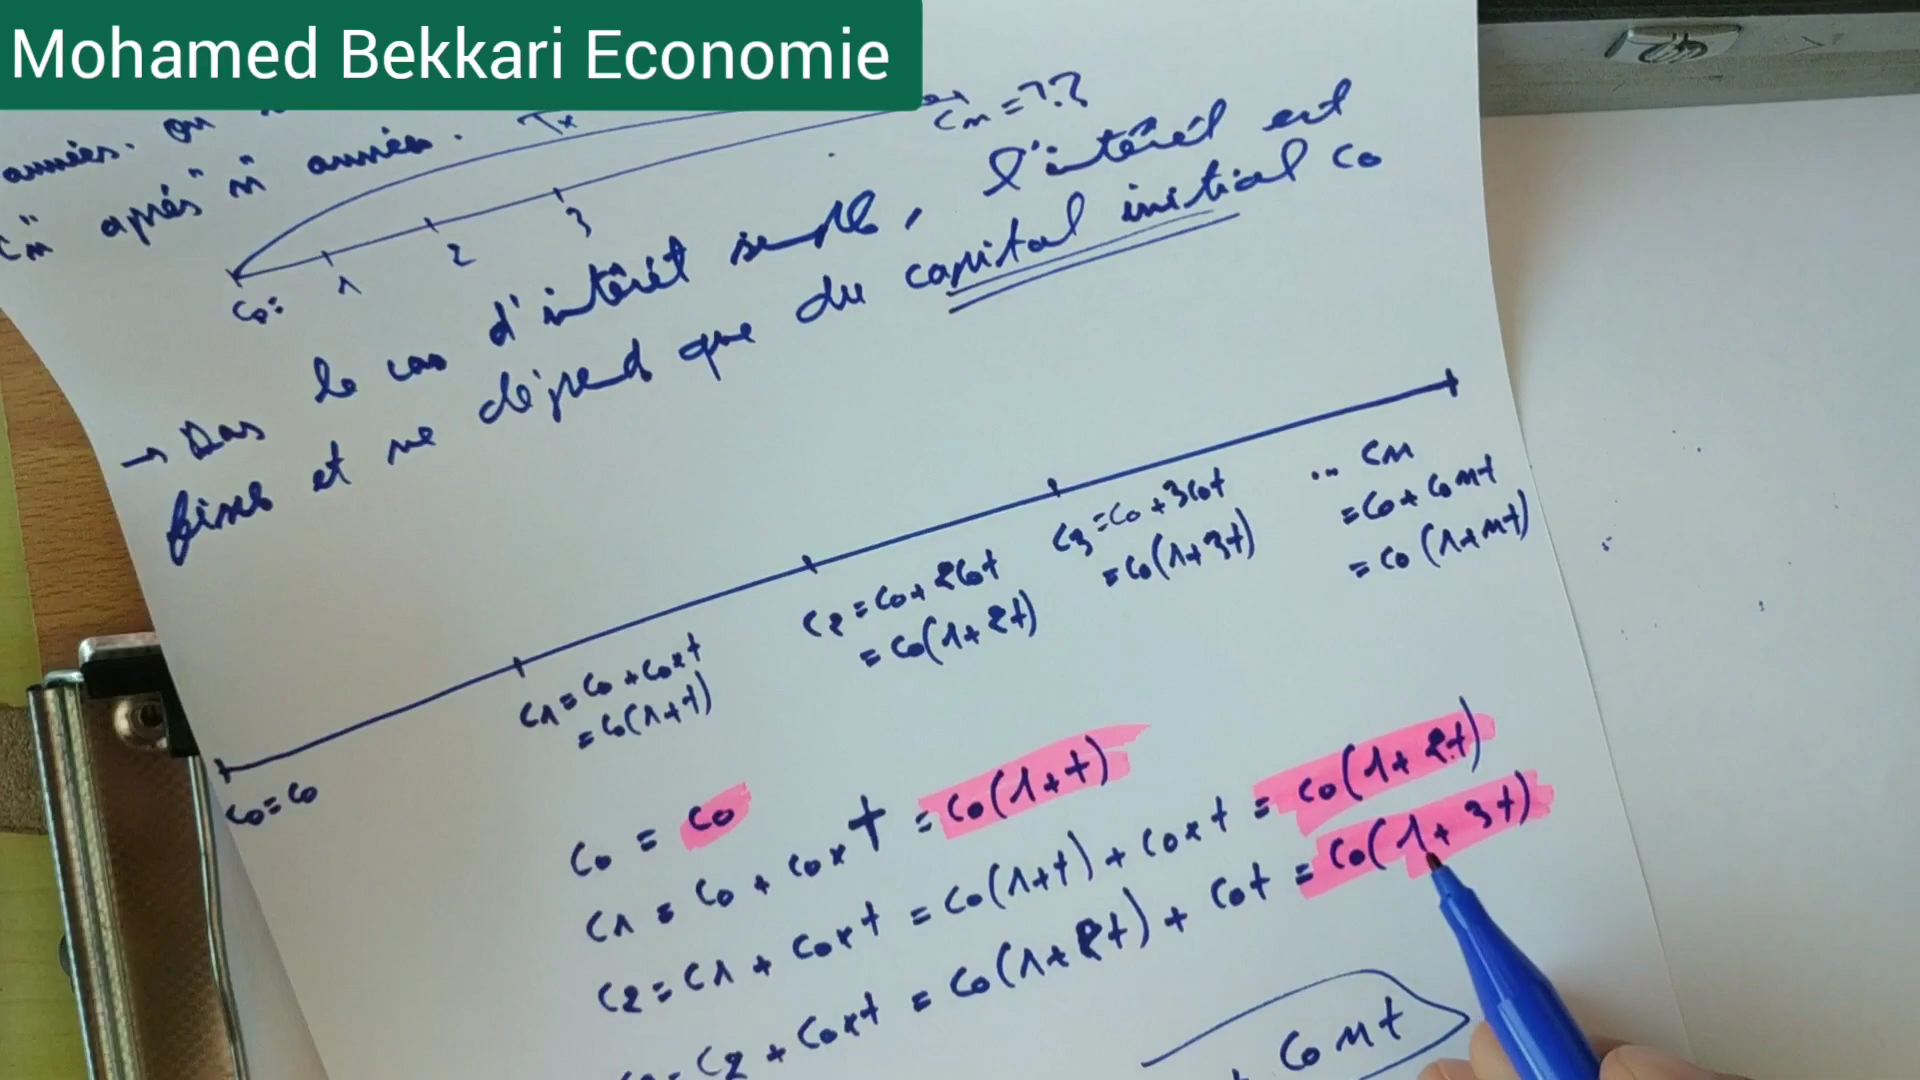 Mohamed Bekkari Economie
années. on
Cn" après "n" années. Tx
Cn = ??
C0= 1 2 3
→ Das le cas d'intérêt simple, l'intérêt est
fixe et ne dépend que du capital initial C0
C0=C0
C1= C0 + C0xt
= C0(1+t)
C2= C0+ 2C0t
= C0(1+2t)
C3=C0+3C0t
= C0(1+3t)
... Cn
=C0+ C0nt
= C0 (1+nt)
C0 = C0
C1 = C0 + C0x t = C0(1+t)
C2= C1 + C0xt = C0(1+t) + C0xt = C0(1+2t)
C2 + C0xt = C0(1+2t) + C0t = C0(1+3t)
C0nt